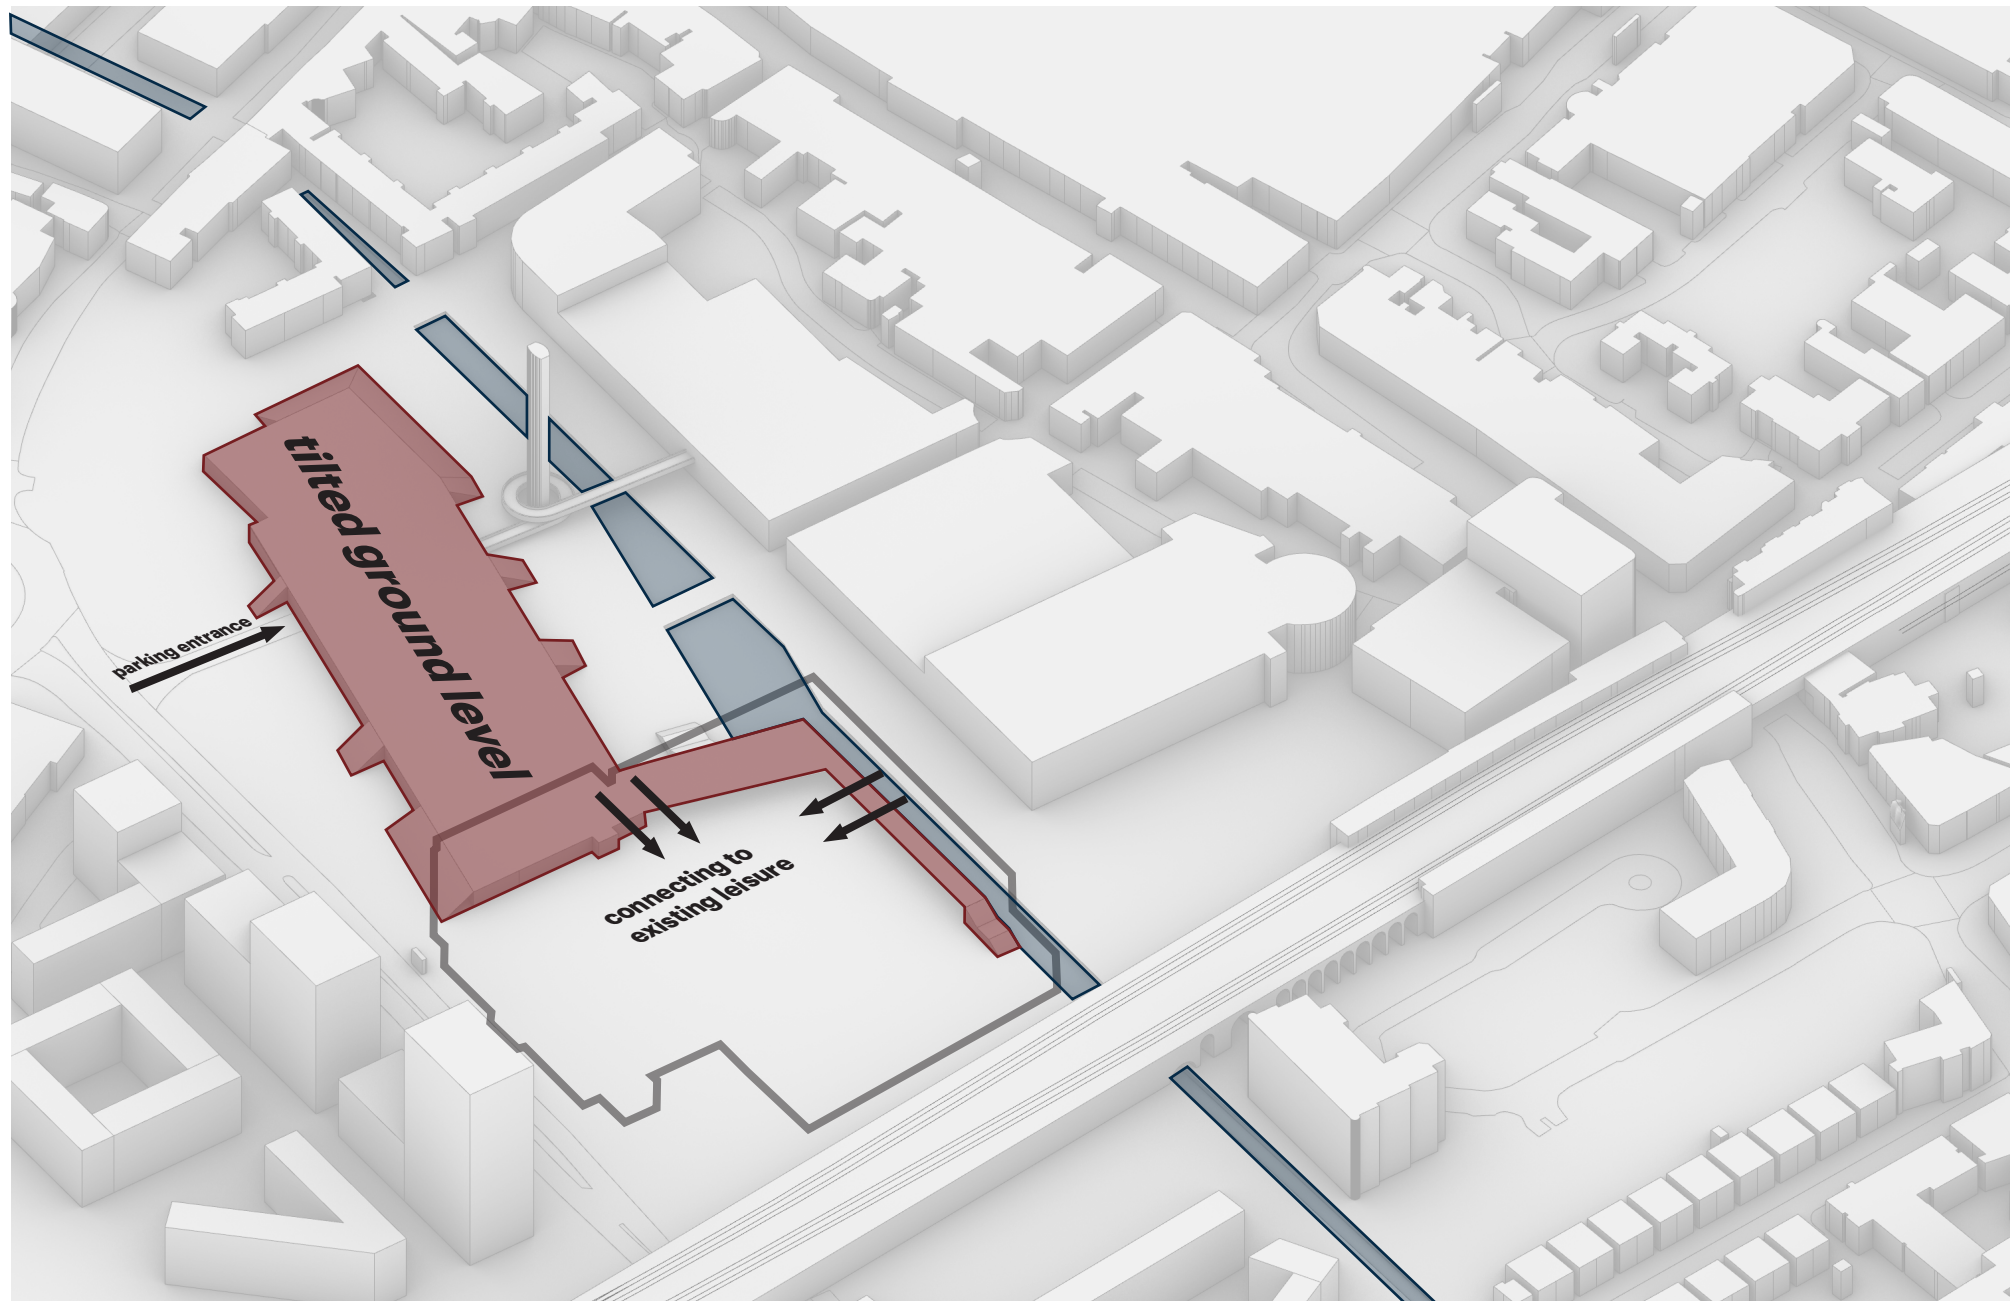 tilted ground level
parking entrance
connecting to
existing leisure